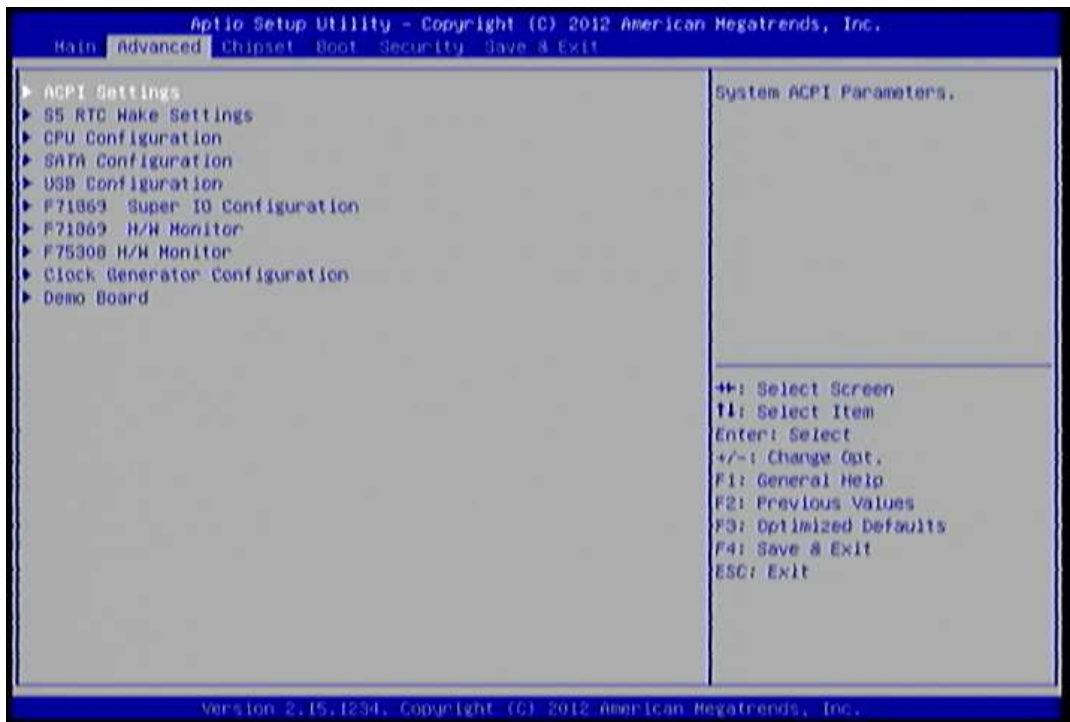 Aptio Setup Utility - Copyright (C) 2012 American Megatrends, Inc.
Main Advanced Chipset Boot Security Save & Exit
ACPI Settings
S5 RTC Wake Settings
CPU Configuration
SATA Configuration
USB Configuration
F71869 Super IO Configuration
F71869 H/W Monitor
F75308 H/W Monitor
Clock Generator Configuration
Demo Board
System ACPI Parameters.
→←: Select Screen
↑↓: Select Item
Enter: Select
+/-: Change Opt.
F1: General Help
F2: Previous Values
F3: Optimized Defaults
F4: Save & Exit
ESC: Exit
Version 2.15.1234. Copyright (C) 2012 American Megatrends, Inc.